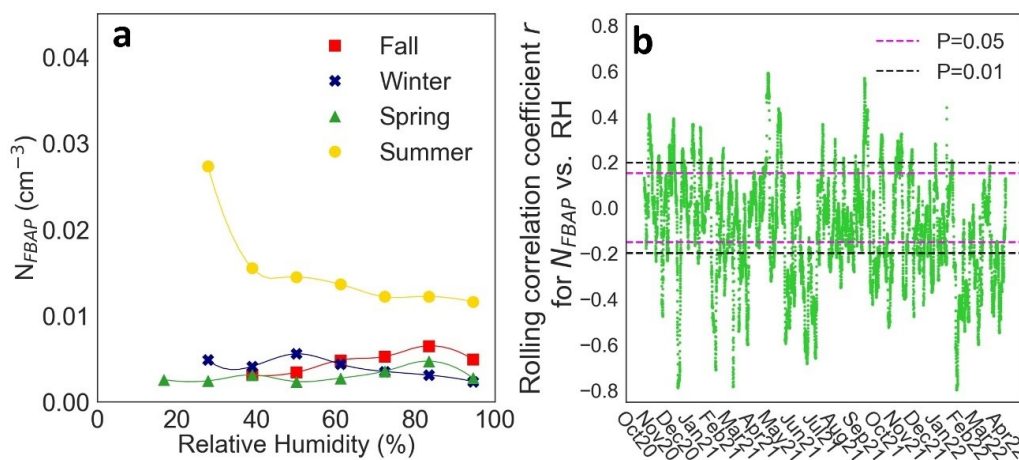 a
N_FBAP (cm⁻³)
0.04
0.03
0.02
0.01
0.00
0
20
40
60
80
100
Relative Humidity (%)
Fall
Winter
Spring
Summer
b
Rolling correlation coefficient r
for N_FBAP vs. RH
0.8
0.6
0.4
0.2
0.0
−0.2
−0.4
−0.6
−0.8
P=0.05
P=0.01
Oct20
Nov20
Dec20
Jan21
Feb21
Mar21
Apr21
May21
Jun21
Jul21
Aug21
Sep21
Oct21
Nov21
Dec21
Jan22
Feb22
Mar22
Apr22